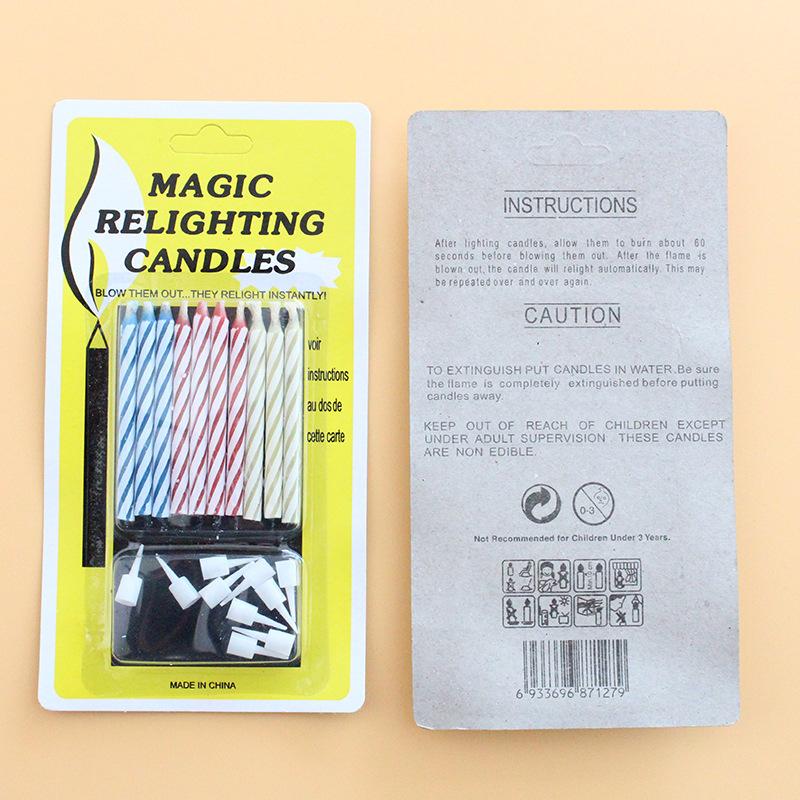 MAGIC
RELIGHTING
CANDLES
BLOW THEM OUT...THEY RELIGHT INSTANTLY!
voir
instructions
au dos de
cette carte
MADE IN CHINA
INSTRUCTIONS
After lighting candles, allow them to burn about 60
seconds before blowing them out. After the flame is
blown out, the candle will relight automatically. This may
be repeated over and over again.
CAUTION
TO EXTINGUISH PUT CANDLES IN WATER.Be sure
the flame is completely extinguished before putting
candles away.
KEEP OUT OF REACH OF CHILDREN EXCEPT
UNDER ADULT SUPERVISION. THESE CANDLES
ARE NON EDIBLE.
0-3
Not Recommended for Children Under 3 Years.
6 933696 871279